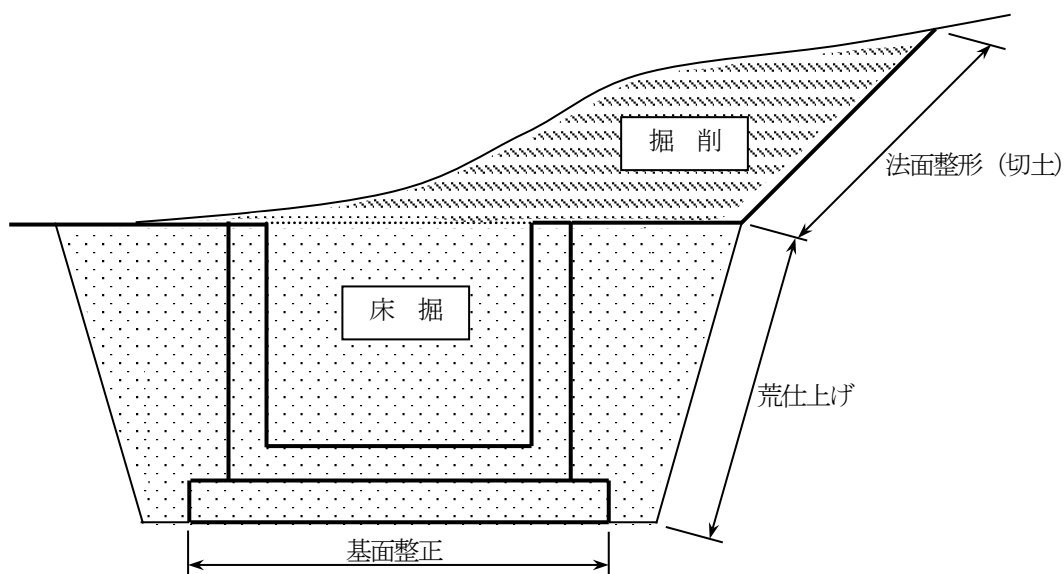 掘　削
法面整形（切土）
床　掘
荒仕上げ
基面整正